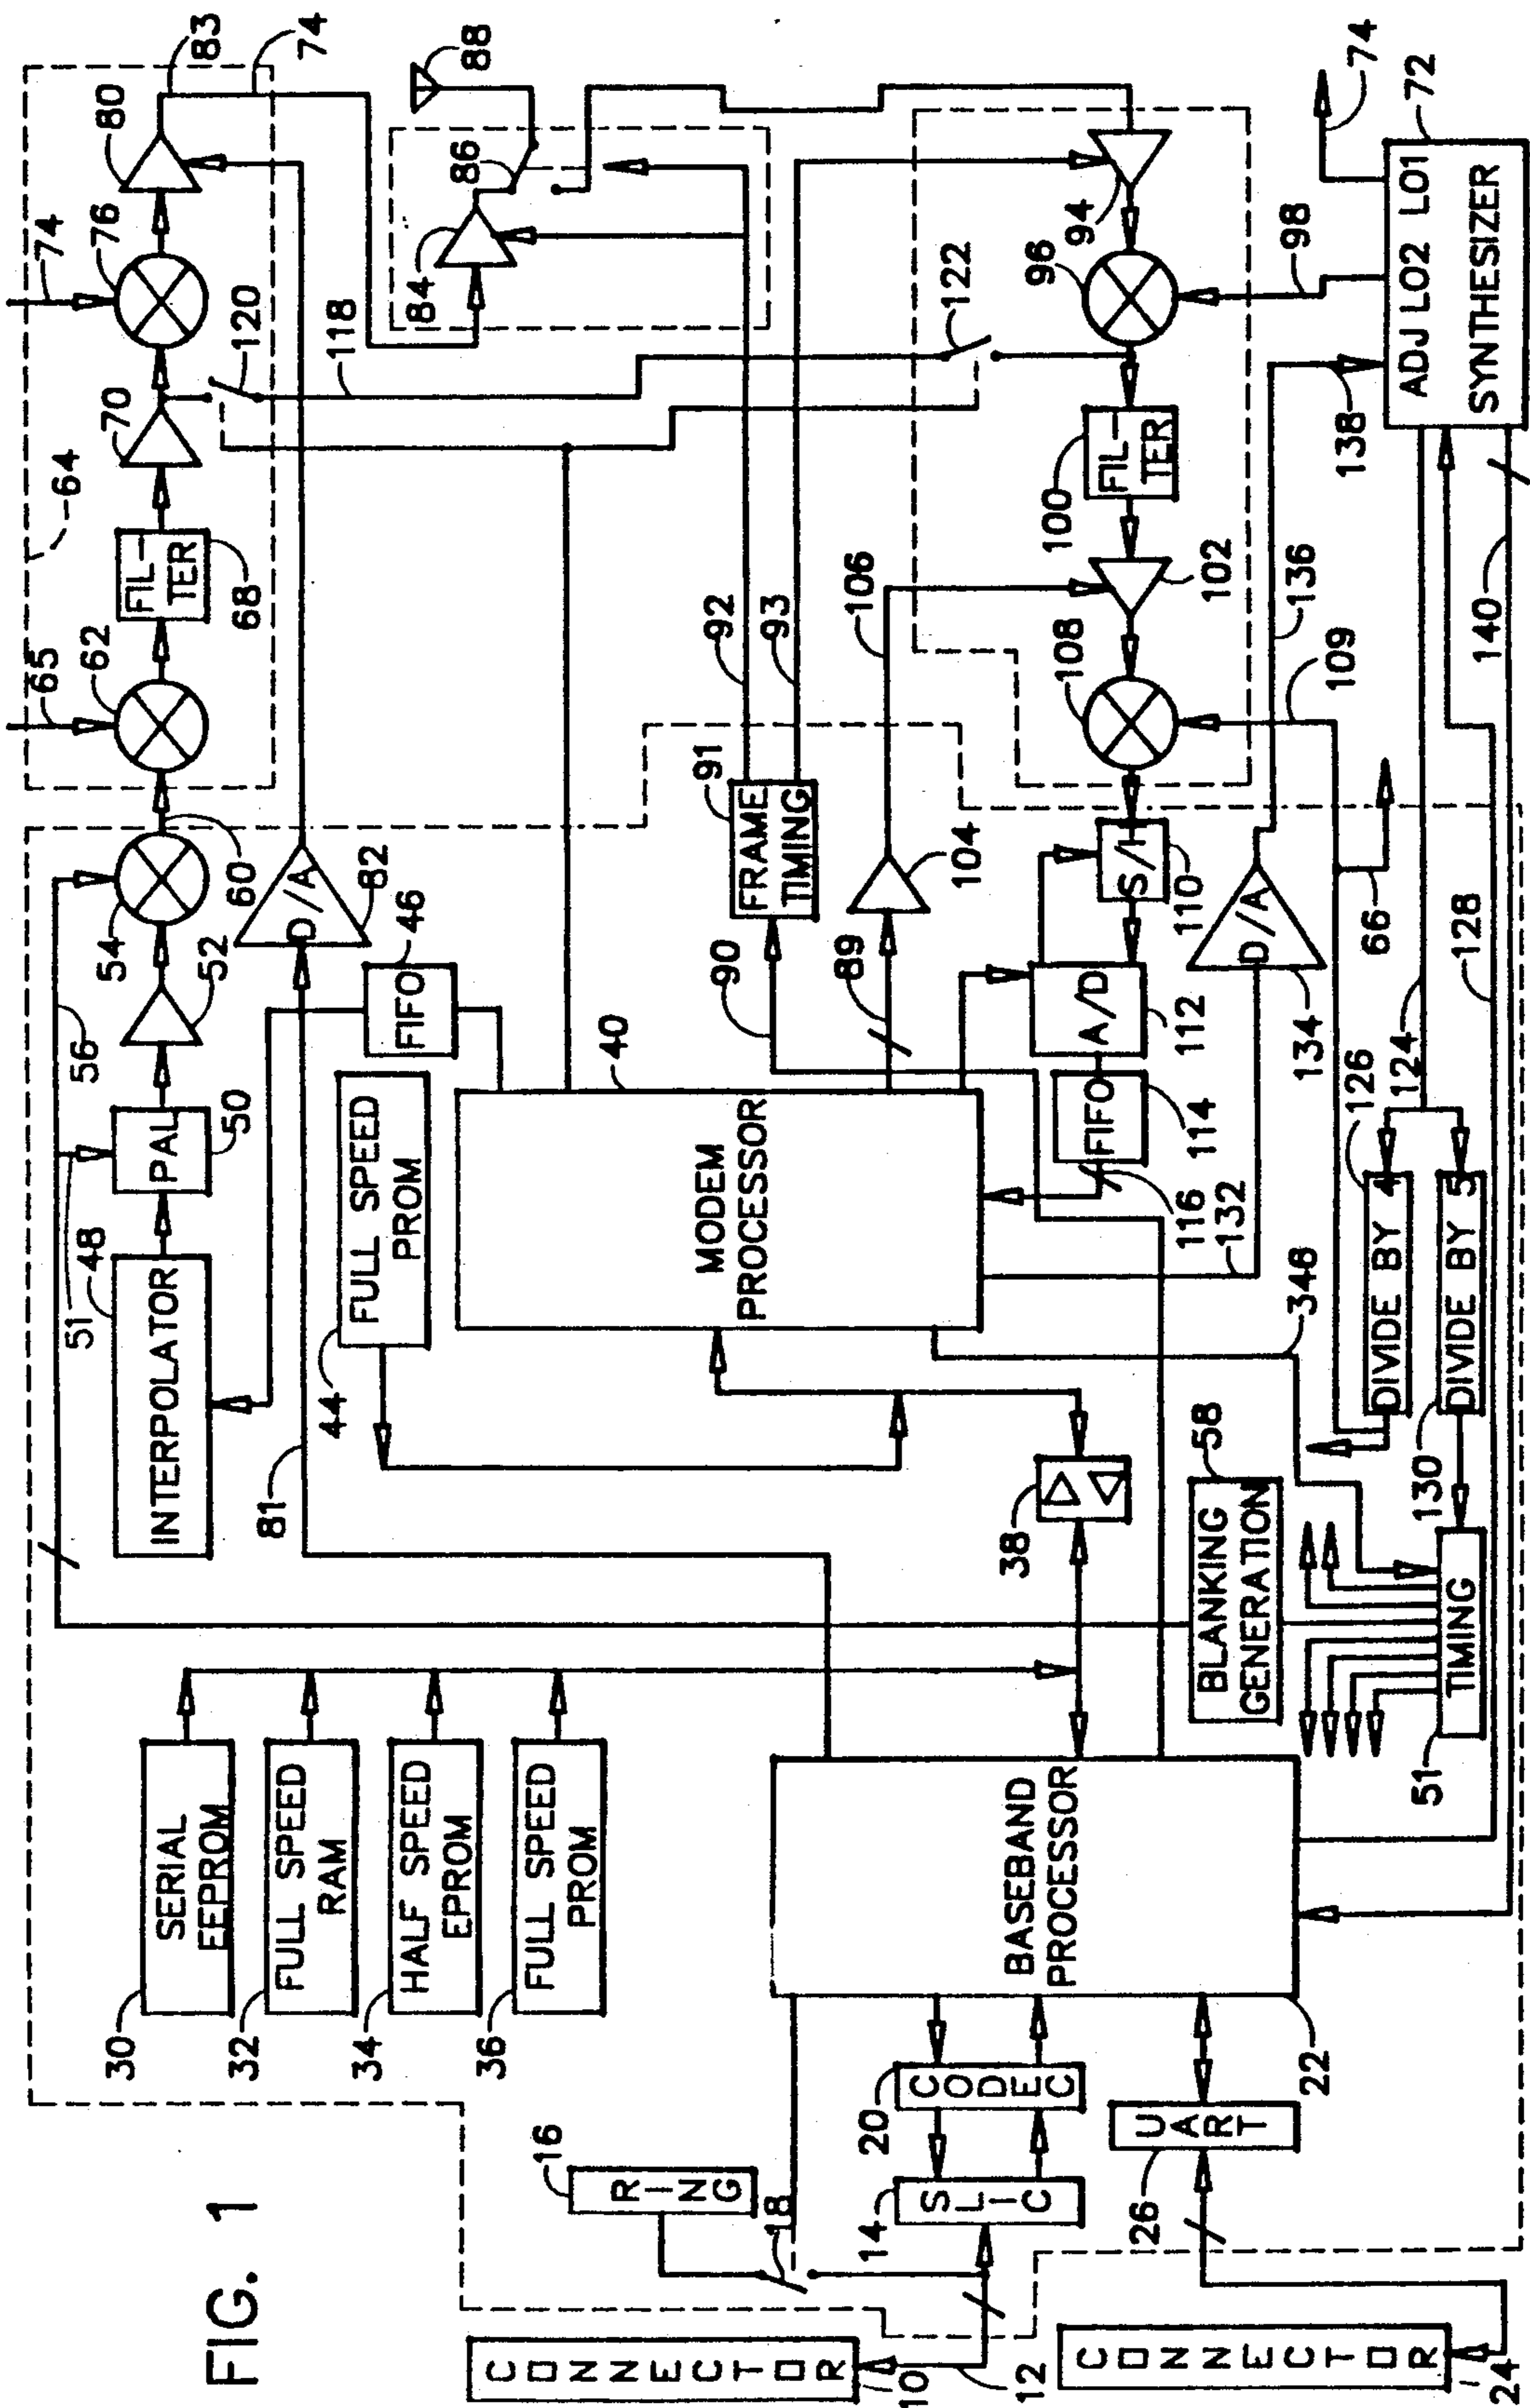 FIG. 1
CONNECTOR
10
12
CONNECTOR
24
RING
16
18
SLIC
14
CODEC
20
UART
26
BASEBAND
PROCESSOR
22
SERIAL
EEPROM
30
FULL SPEED
RAM
32
HALF SPEED
EPROM
34
FULL SPEED
PROM
36
38
MODEM
PROCESSOR
40
FULL SPEED
PROM
44
FIFO
46
INTERPOLATOR
48
51
PAL
50
56
52
54
60
65
62
64
FIL-
TER
68
70
120
118
74
76
80
83
74
81
D/A
82
84
86
88
90
FRAME
TIMING
91
92
93
89
104
106
94
96
98
122
FIL-
TER
100
102
108
109
S/H
110
A/D
112
FIFO
114
116
132
D/A
134
136
138
ADJ LO2 LO1
SYNTHESIZER
72
74
140
66
124
128
DIVIDE BY 4
126
DIVIDE BY 5
130
346
BLANKING
GENERATION
58
TIMING
51